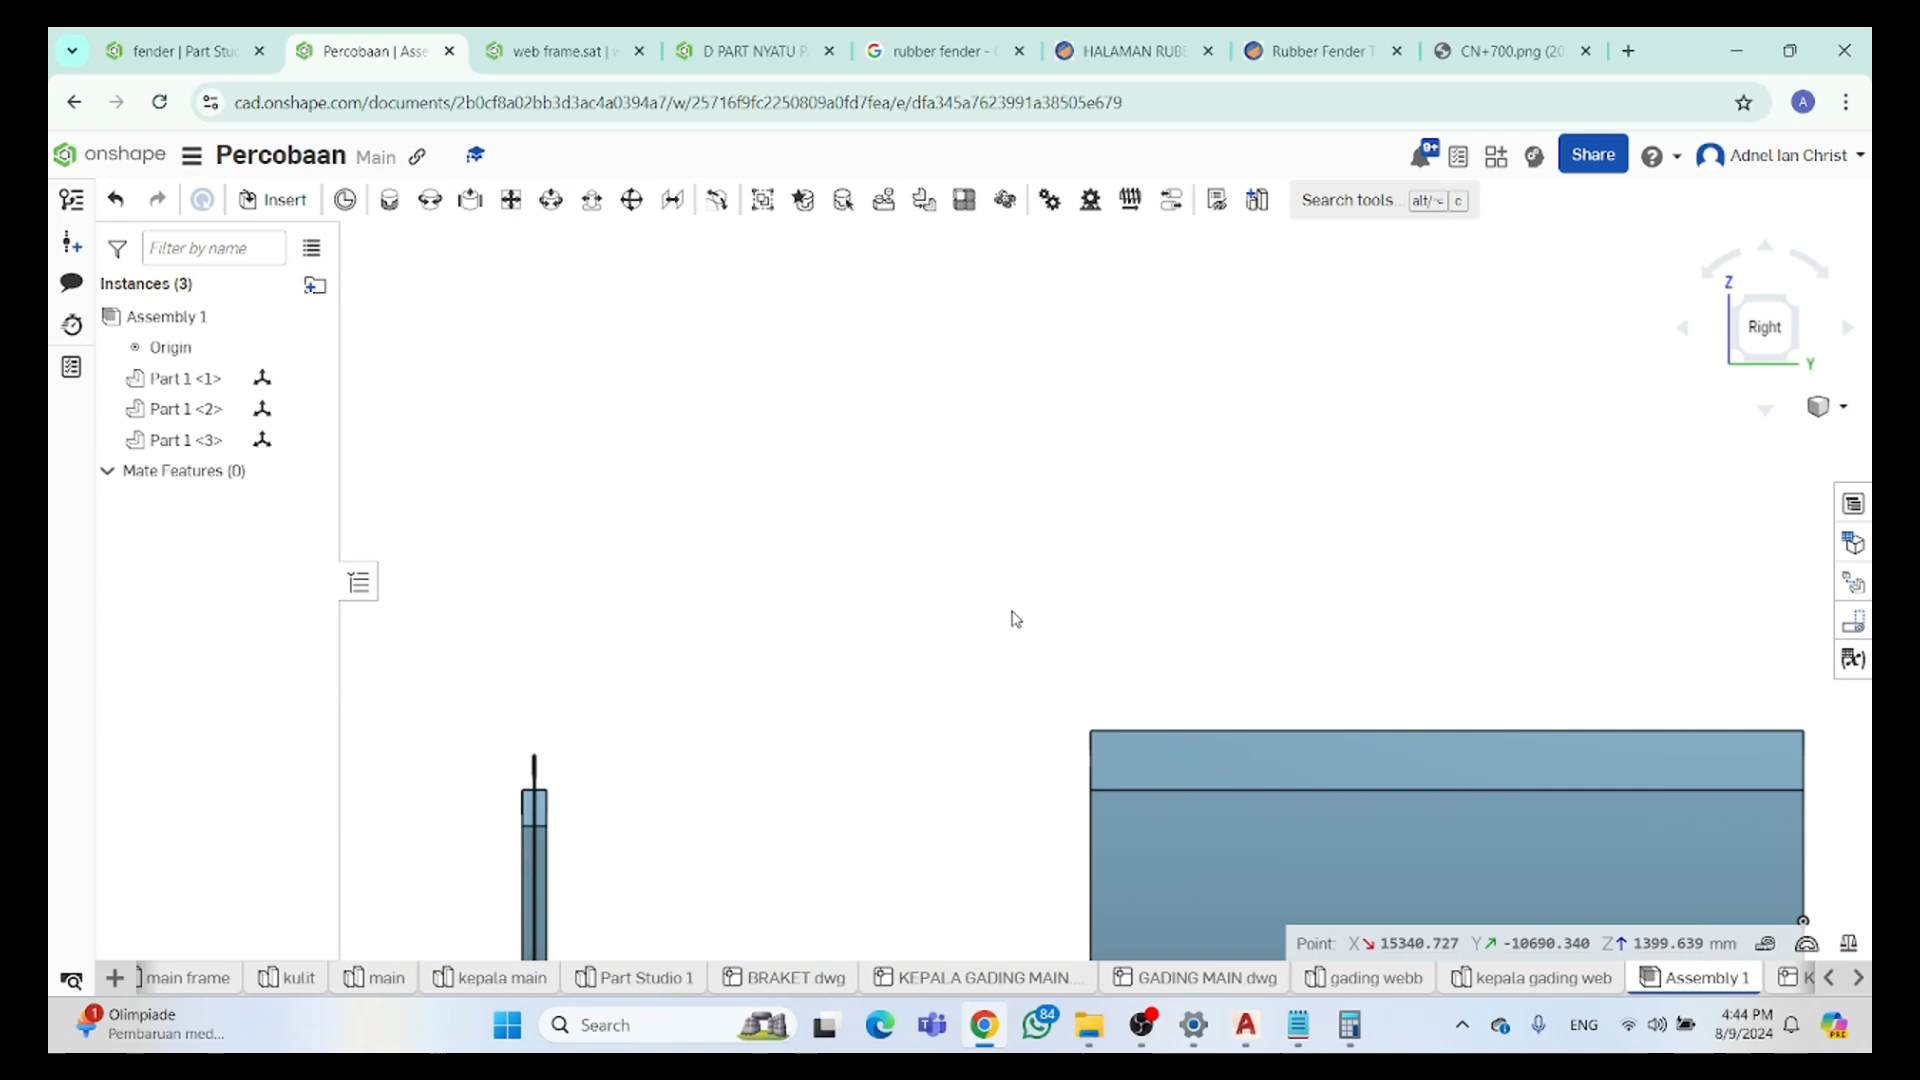 fender | Part Stu
Percobaan | Asse
web frame.sat |
D PART NYATU P
rubber fender -
HALAMAN RUB
Rubber Fender T
CN+700.png (20
cad.onshape.com/documents/2b0cf8a02bb3d3ac4a0394a7/w/25716f9fc2250809a0fd7fea/e/dfa345a7623991a38505e679
A
onshape
Percobaan
Main
9+
Share
Adnel Ian Christ
Insert
Search tools...
alt/⌥
c
Filter by name
Instances (3)
Assembly 1
Origin
Part 1 <1>
Part 1 <2>
Part 1 <3>
Mate Features (0)
Z
Right
Y
(x)
Point: X 15340.727 Y -10690.340 Z 1399.639 mm
main frame
kulit
main
kepala main
Part Studio 1
BRAKET dwg
KEPALA GADING MAIN....
GADING MAIN dwg
gading webb
kepala gading web
Assembly 1
K
1
Olimpiade
Pembaruan med...
Search
84
ENG
4:44 PM
8/9/2024
PRE